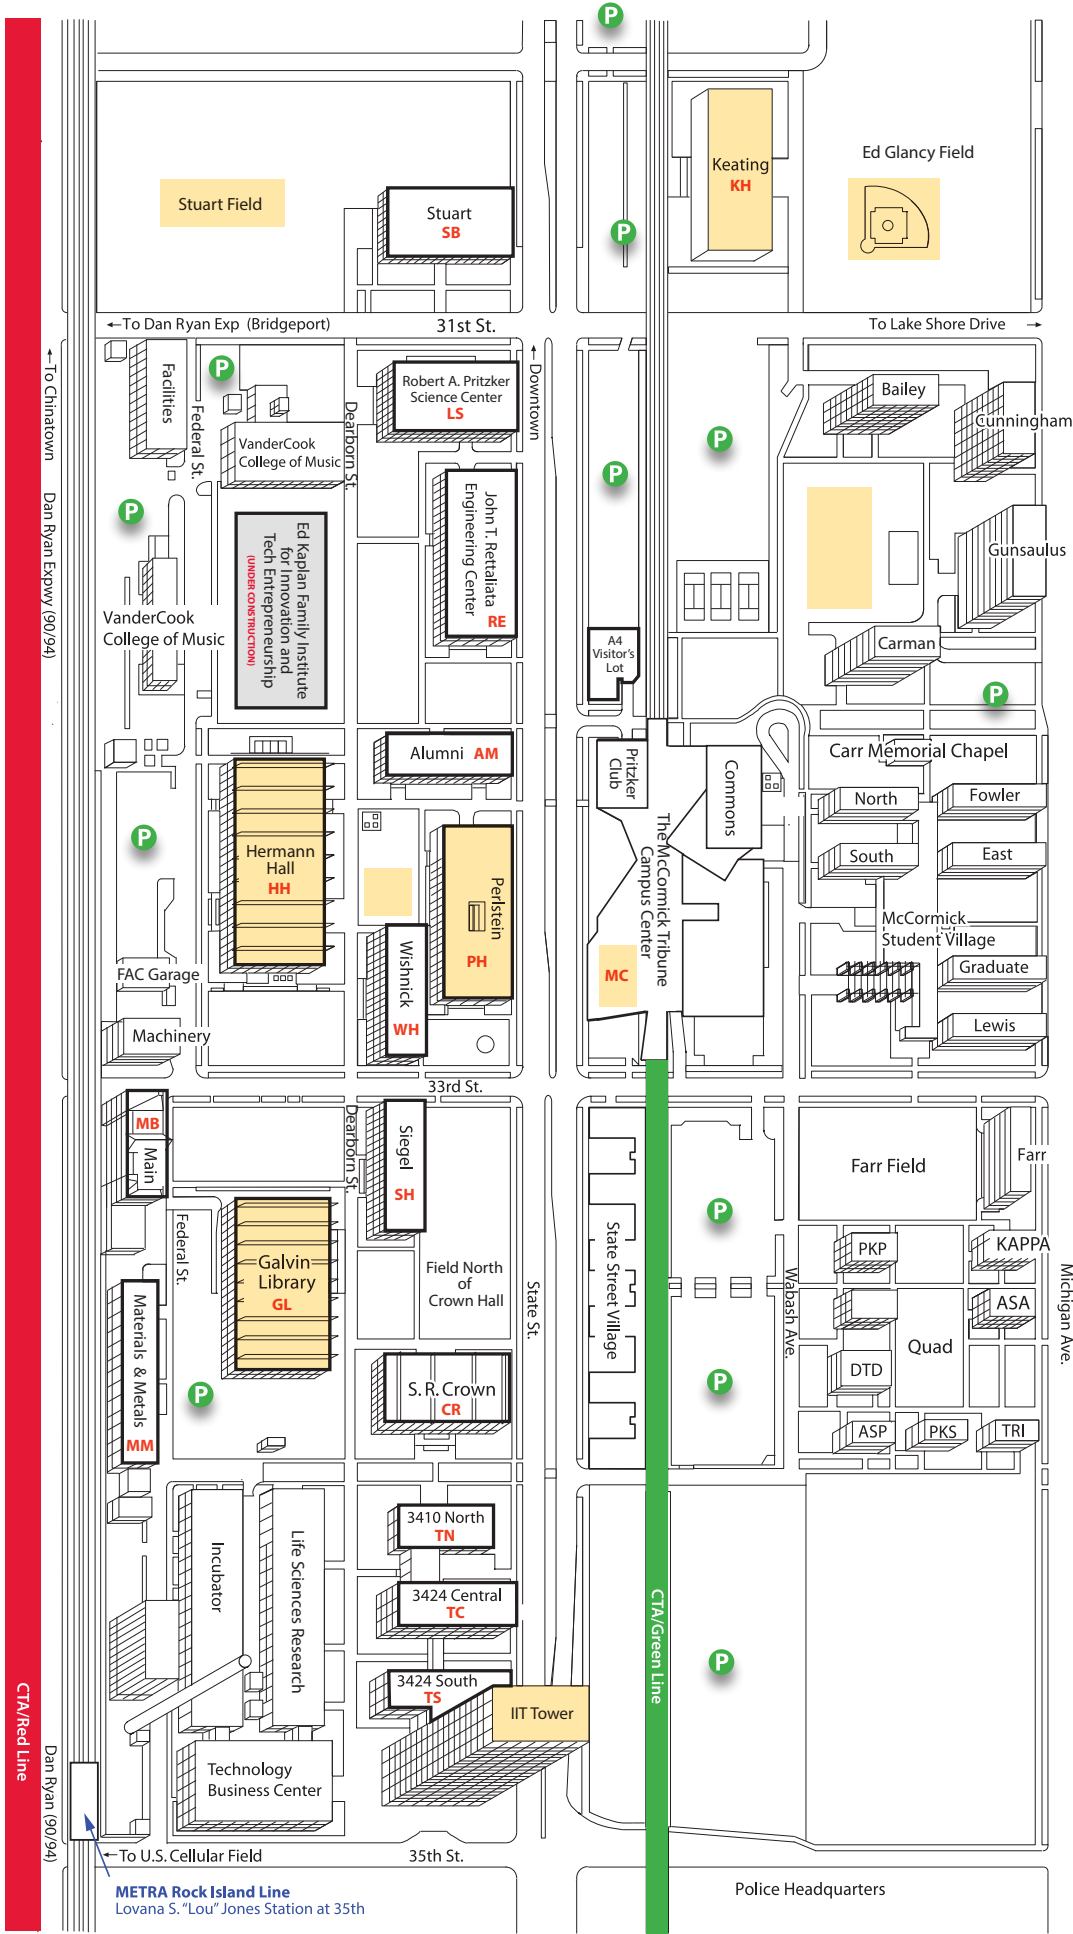 P
Keating
KH
Ed Glancy Field
Stuart Field
Stuart
SB
P
←To Dan Ryan Exp (Bridgeport)
31st St.
To Lake Shore Drive →
←To Chinatown
Dan Ryan Expwy (90/94)
Facilities
Federal St.
P
VanderCook
College of Music
Dearborn St.
Robert A. Pritzker
Science Center
LS
←Downtown
P
P
Bailey
Cunningham
P
John T. Rettaliata
Engineering Center
RE
Ed Kaplan Family Institute
for Innovation and
Tech Entrepreneurship
(UNDER CONSTRUCTION)
Gunsaulus
VanderCook
College of Music
A4
Visitor's
Lot
Carman
P
Alumni AM
Pritzker
Club
Commons
Carr Memorial Chapel
North
Fowler
P
Hermann
Hall
HH
Perlstein
PH
The McCormick Tribune
Campus Center
MC
South
East
McCormick
Student Village
Wishnick
WH
FAC Garage
Graduate
Machinery
Lewis
33rd St.
MB
Main
Dearborn St.
Siegel
SH
Farr Field
Farr
P
Federal St.
Galvin
Library
GL
Field North
of
Crown Hall
State St.
State Street Village
Wabash Ave.
PKP
KAPPA
Michigan Ave.
ASA
Quad
Materials & Metals
MM
P
S. R. Crown
CR
P
DTD
ASP
PKS
TRI
3410 North
TN
Incubator
Life Sciences Research
3424 Central
TC
CTA/Green Line
P
3424 South
TS
IIT Tower
CTA/Red Line
Dan Ryan (90/94)
Technology
Business Center
←To U.S. Cellular Field
35th St.
METRA Rock Island Line
Lovana S. "Lou" Jones Station at 35th
Police Headquarters